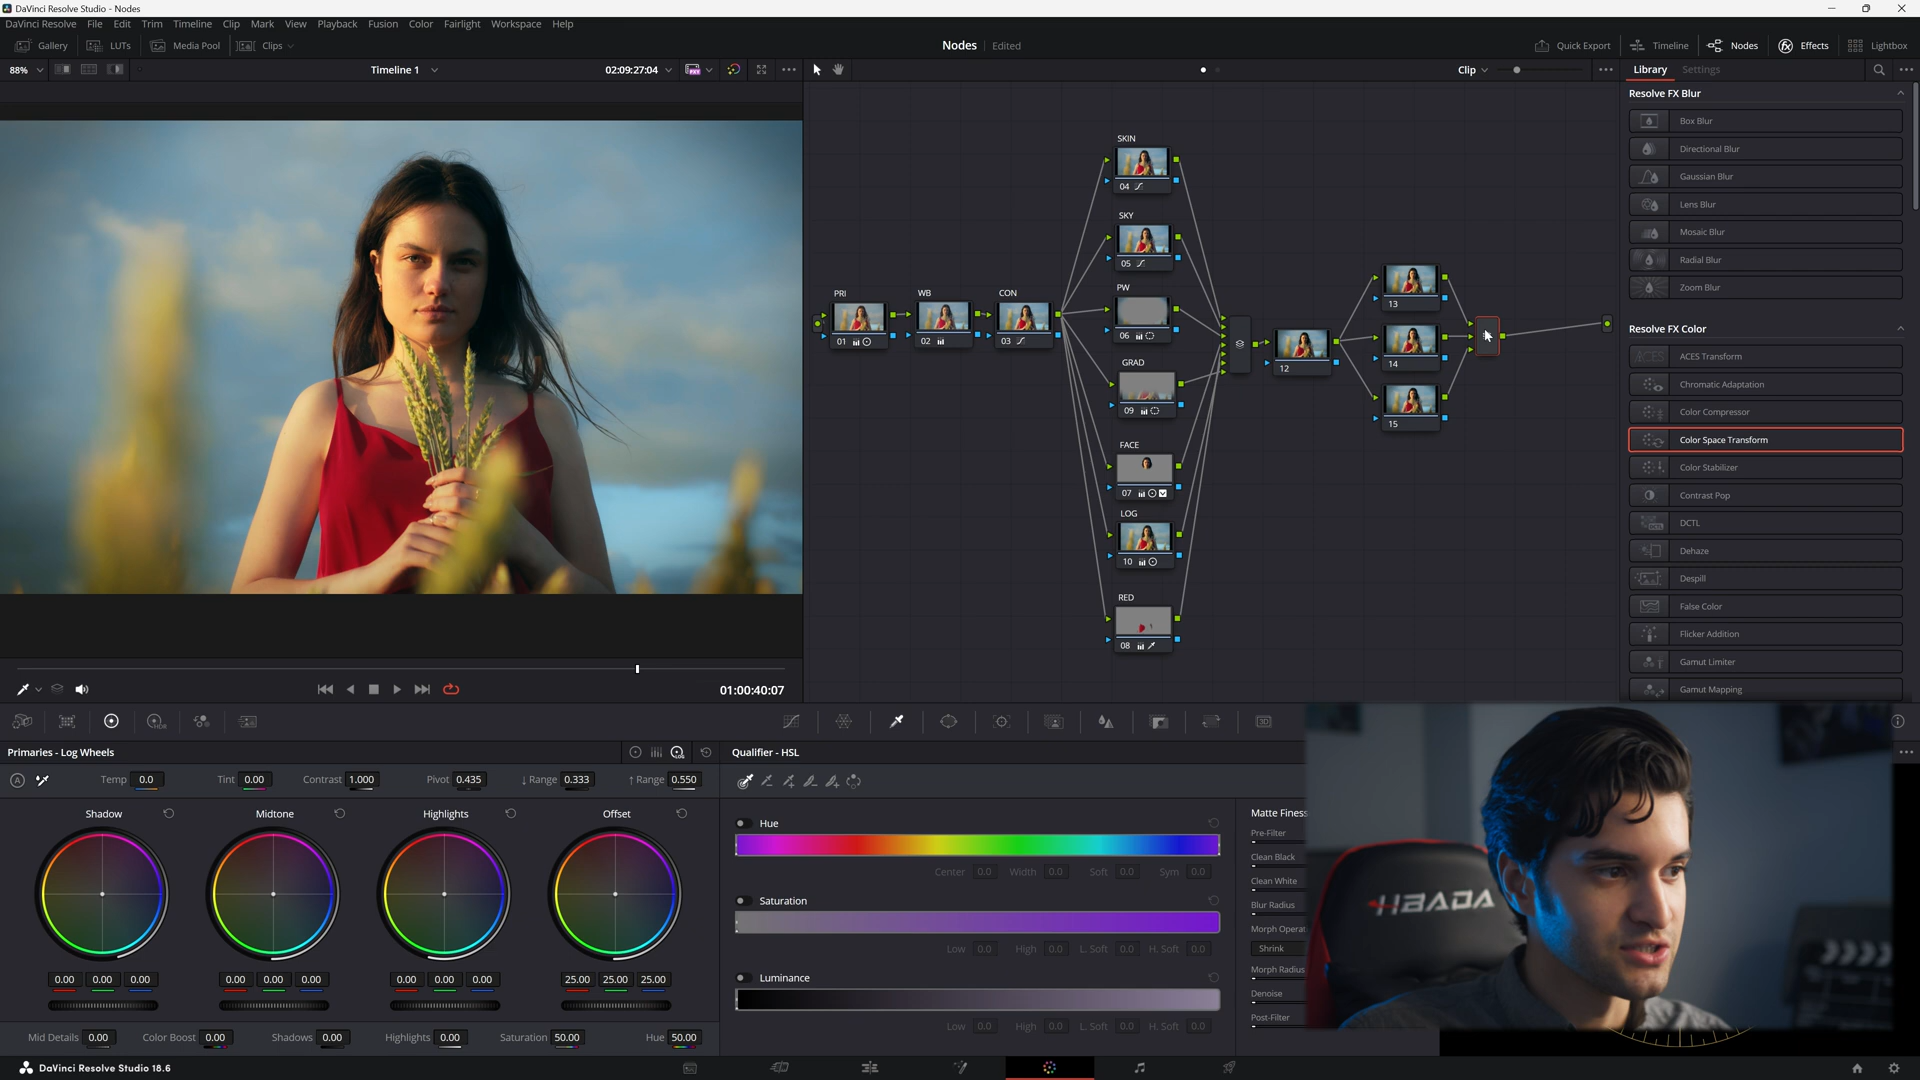 DaVinci Resolve Studio - Nodes
DaVinci Resolve File Edit Trim Timeline Clip Mark View Playback Fusion Color Fairlight Workspace Help
Gallery LUTs Media Pool Clips Nodes Edited Quick Export Timeline Nodes Effects Lightbox
88% Timeline 1 02:09:27:04 Clip Library Settings
Resolve FX Blur
Box Blur
Directional Blur
Gaussian Blur
Lens Blur
Mosaic Blur
Radial Blur
Zoom Blur
Resolve FX Color
ACES Transform
Chromatic Adaptation
Color Compressor
Color Space Transform
Color Stabilizer
Contrast Pop
DCTL
Dehaze
Despill
False Color
Flicker Addition
Gamut Limiter
Gamut Mapping
SKIN
04
SKY
05
PW
06
GRAD
09
FACE
07
LOG
10
RED
08
PRI
01
WB
02
CON
03
12
13
14
15
01:00:40:07
Primaries - Log Wheels
Temp 0.0 Tint 0.00 Contrast 1.000 Pivot 0.435 ↓ Range 0.333 ↑ Range 0.550
Shadow Midtone Highlights Offset
0.00 0.00 0.00 0.00 0.00 0.00 0.00 0.00 0.00 25.00 25.00 25.00
Mid Details 0.00 Color Boost 0.00 Shadows 0.00 Highlights 0.00 Saturation 50.00 Hue 50.00
Qualifier - HSL
Hue
Center 0.0 Width 0.0 Soft 0.0 Sym 0.0
Saturation
Low 0.0 High 0.0 L. Soft 0.0 H. Soft 0.0
Luminance
Low 0.0 High 0.0 L. Soft 0.0 H. Soft 0.0
Matte Finess
Pre-Filter
Clean Black
Clean White
Blur Radius
Morph Operat
Shrink
Morph Radius
Denoise
Post-Filter
HBADA
DaVinci Resolve Studio 18.6